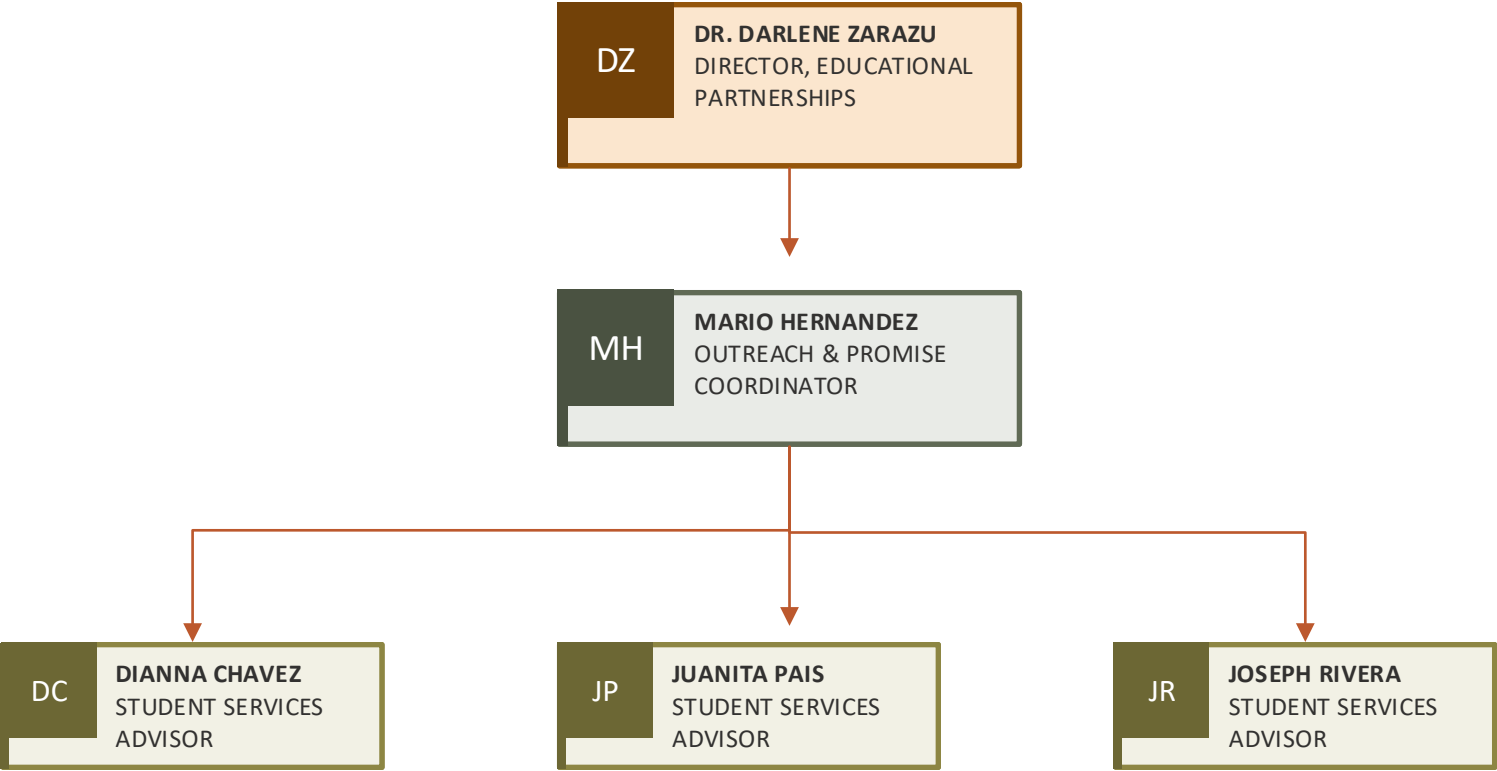 DZ
DR. DARLENE ZARAZU
DIRECTOR, EDUCATIONAL
PARTNERSHIPS
MH
MARIO HERNANDEZ
OUTREACH & PROMISE
COORDINATOR
DC
DIANNA CHAVEZ
STUDENT SERVICES
ADVISOR
JP
JUANITA PAIS
STUDENT SERVICES
ADVISOR
JR
JOSEPH RIVERA
STUDENT SERVICES
ADVISOR